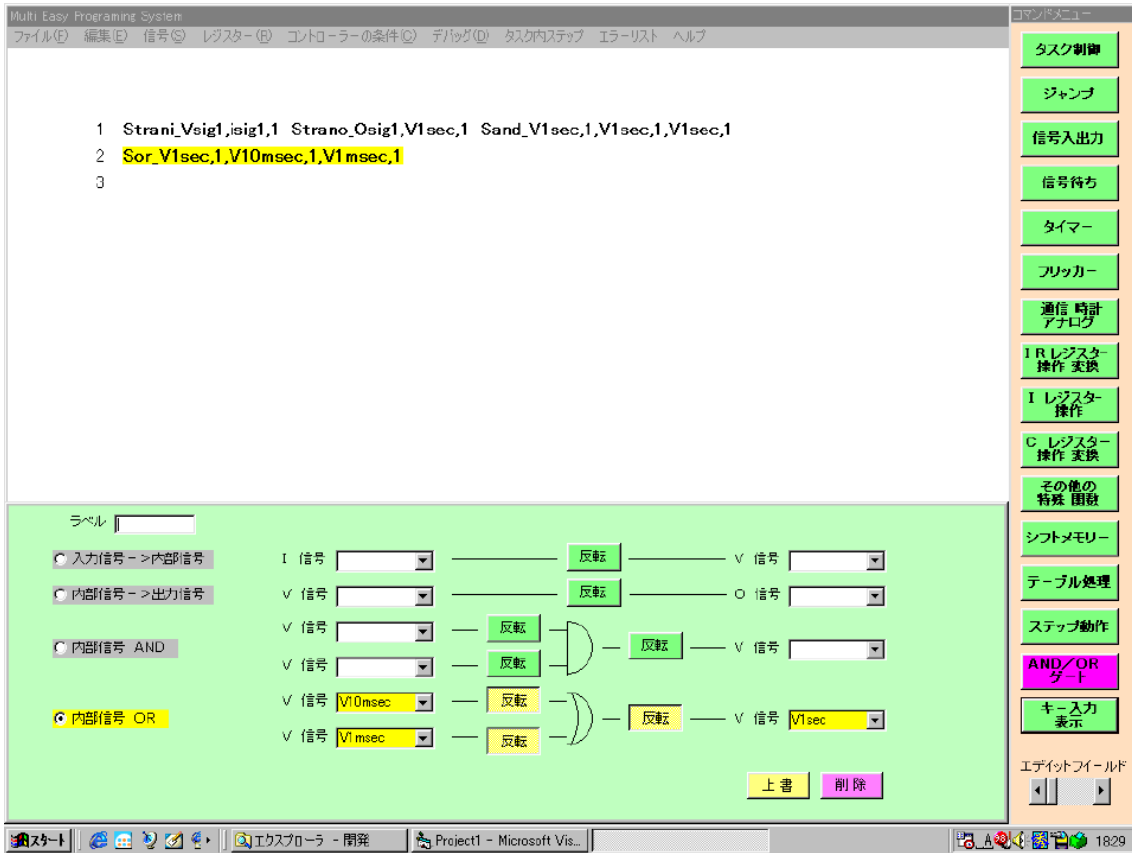 Multi Easy Programing System
ファイル(F) 編集(E) 信号(S) レジスター(R) コントローラーの条件(C) デバッグ(D) タスク内ステップ エラーリスト ヘルプ
1 Strani_Vsig1,isig1,1 Strano_Osig1,V1sec,1 Sand_V1sec,1,V1sec,1,V1sec,1
2 Sor_V1sec,1,V10msec,1,V1msec,1
3
ラベル
入力信号ー>内部信号 I 信号 反転 V 信号
内部信号ー>出力信号 V 信号 反転 O 信号
V 信号 反転
内部信号 AND 反転 V 信号
V 信号 反転
V 信号 V10msec 反転
内部信号 OR 反転 V 信号 V1sec
V 信号 V1msec 反転
上書 削除
コマンドメニュー
タスク制御
ジャンプ
信号入出力
信号待ち
タイマー
フリッカー
通信 時計
アナログ
I R レジスター
操作 変換
I レジスター
操作
C レジスター
操作 変換
その他の
特殊 関数
シフトメモリー
テーブル処理
ステップ動作
AND/OR
ゲート
キー入力
表示
エデイットフイールド
スタート エクスプローラ - 開発 Project1 - Microsoft Vis... A 18:29